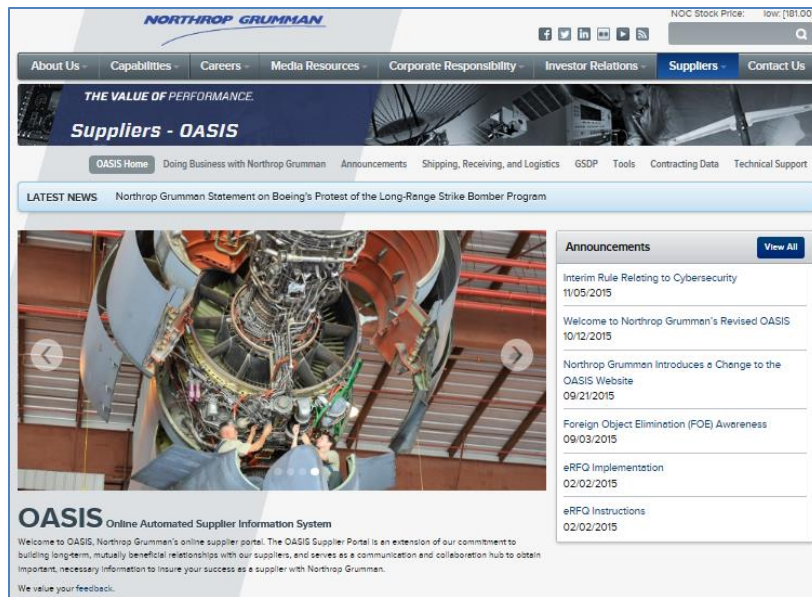 NORTHROP GRUMMAN
NOC Stock Price: low: [181.00
About Us
Capabilities
Careers
Media Resources
Corporate Responsibility
Investor Relations
Suppliers
Contact Us
THE VALUE OF PERFORMANCE.
Suppliers - OASIS
OASIS Home
Doing Business with Northrop Grumman
Announcements
Shipping, Receiving, and Logistics
GSDP
Tools
Contracting Data
Technical Support
LATEST NEWS
Northrop Grumman Statement on Boeing's Protest of the Long-Range Strike Bomber Program
Announcements
View All
Interim Rule Relating to Cybersecurity
11/05/2015
Welcome to Northrop Grumman's Revised OASIS
10/12/2015
Northrop Grumman Introduces a Change to the
OASIS Website
09/21/2015
Foreign Object Elimination (FOE) Awareness
09/03/2015
eRFQ Implementation
02/02/2015
eRFQ Instructions
02/02/2015
OASIS Online Automated Supplier Information System
Welcome to OASIS, Northrop Grumman's online supplier portal. The OASIS Supplier Portal is an extension of our commitment to
building long-term, mutually beneficial relationships with our suppliers, and serves as a communication and collaboration hub to obtain
important, necessary information to insure your success as a supplier with Northrop Grumman.
We value your feedback.